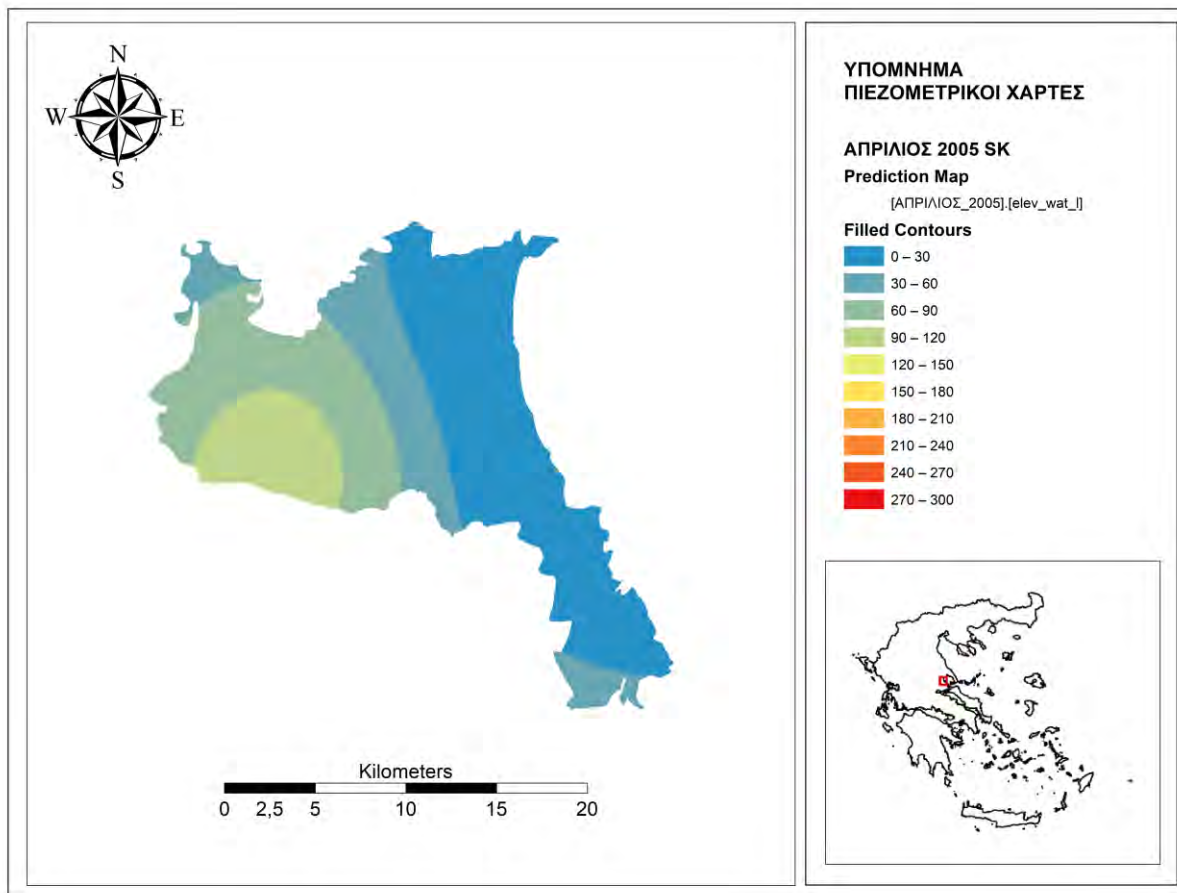 N
W
E
S
Kilometers
0 2,5 5 10 15 20
ΥΠΟΜΝΗΜΑ
ΠΙΕΖΟΜΕΤΡΙΚΟΙ ΧΑΡΤΕΣ
ΑΠΡΙΛΙΟΣ 2005 SK
Prediction Map
[ΑΠΡΙΛΙΟΣ_2005].[elev_wat_l]
Filled Contours
0 – 30
30 – 60
60 – 90
90 – 120
120 – 150
150 – 180
180 – 210
210 – 240
240 – 270
270 – 300